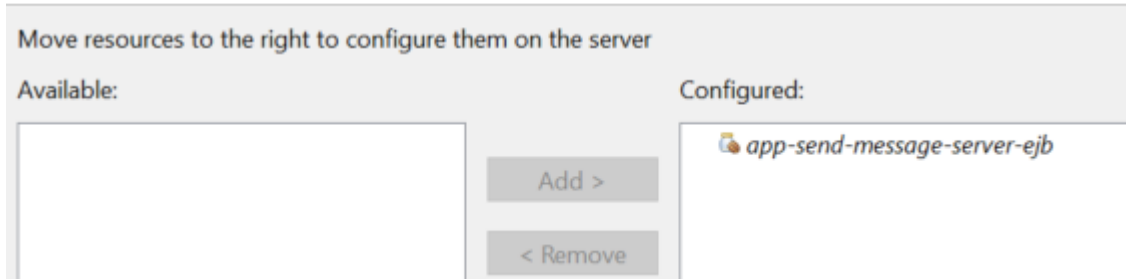 Move resources to the right to configure them on the server
Available:
Configured:
app-send-message-server-ejb
Add >
< Remove